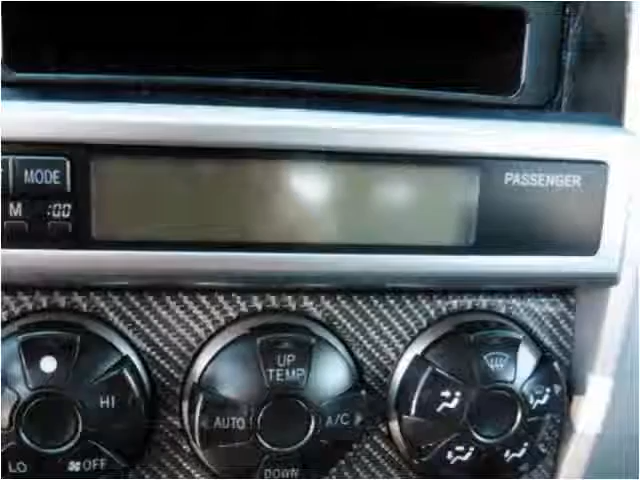 MODE
PASSENGER
M :00
UP
TEMP
HI
AUTO
A/C
LO
OFF
DOWN